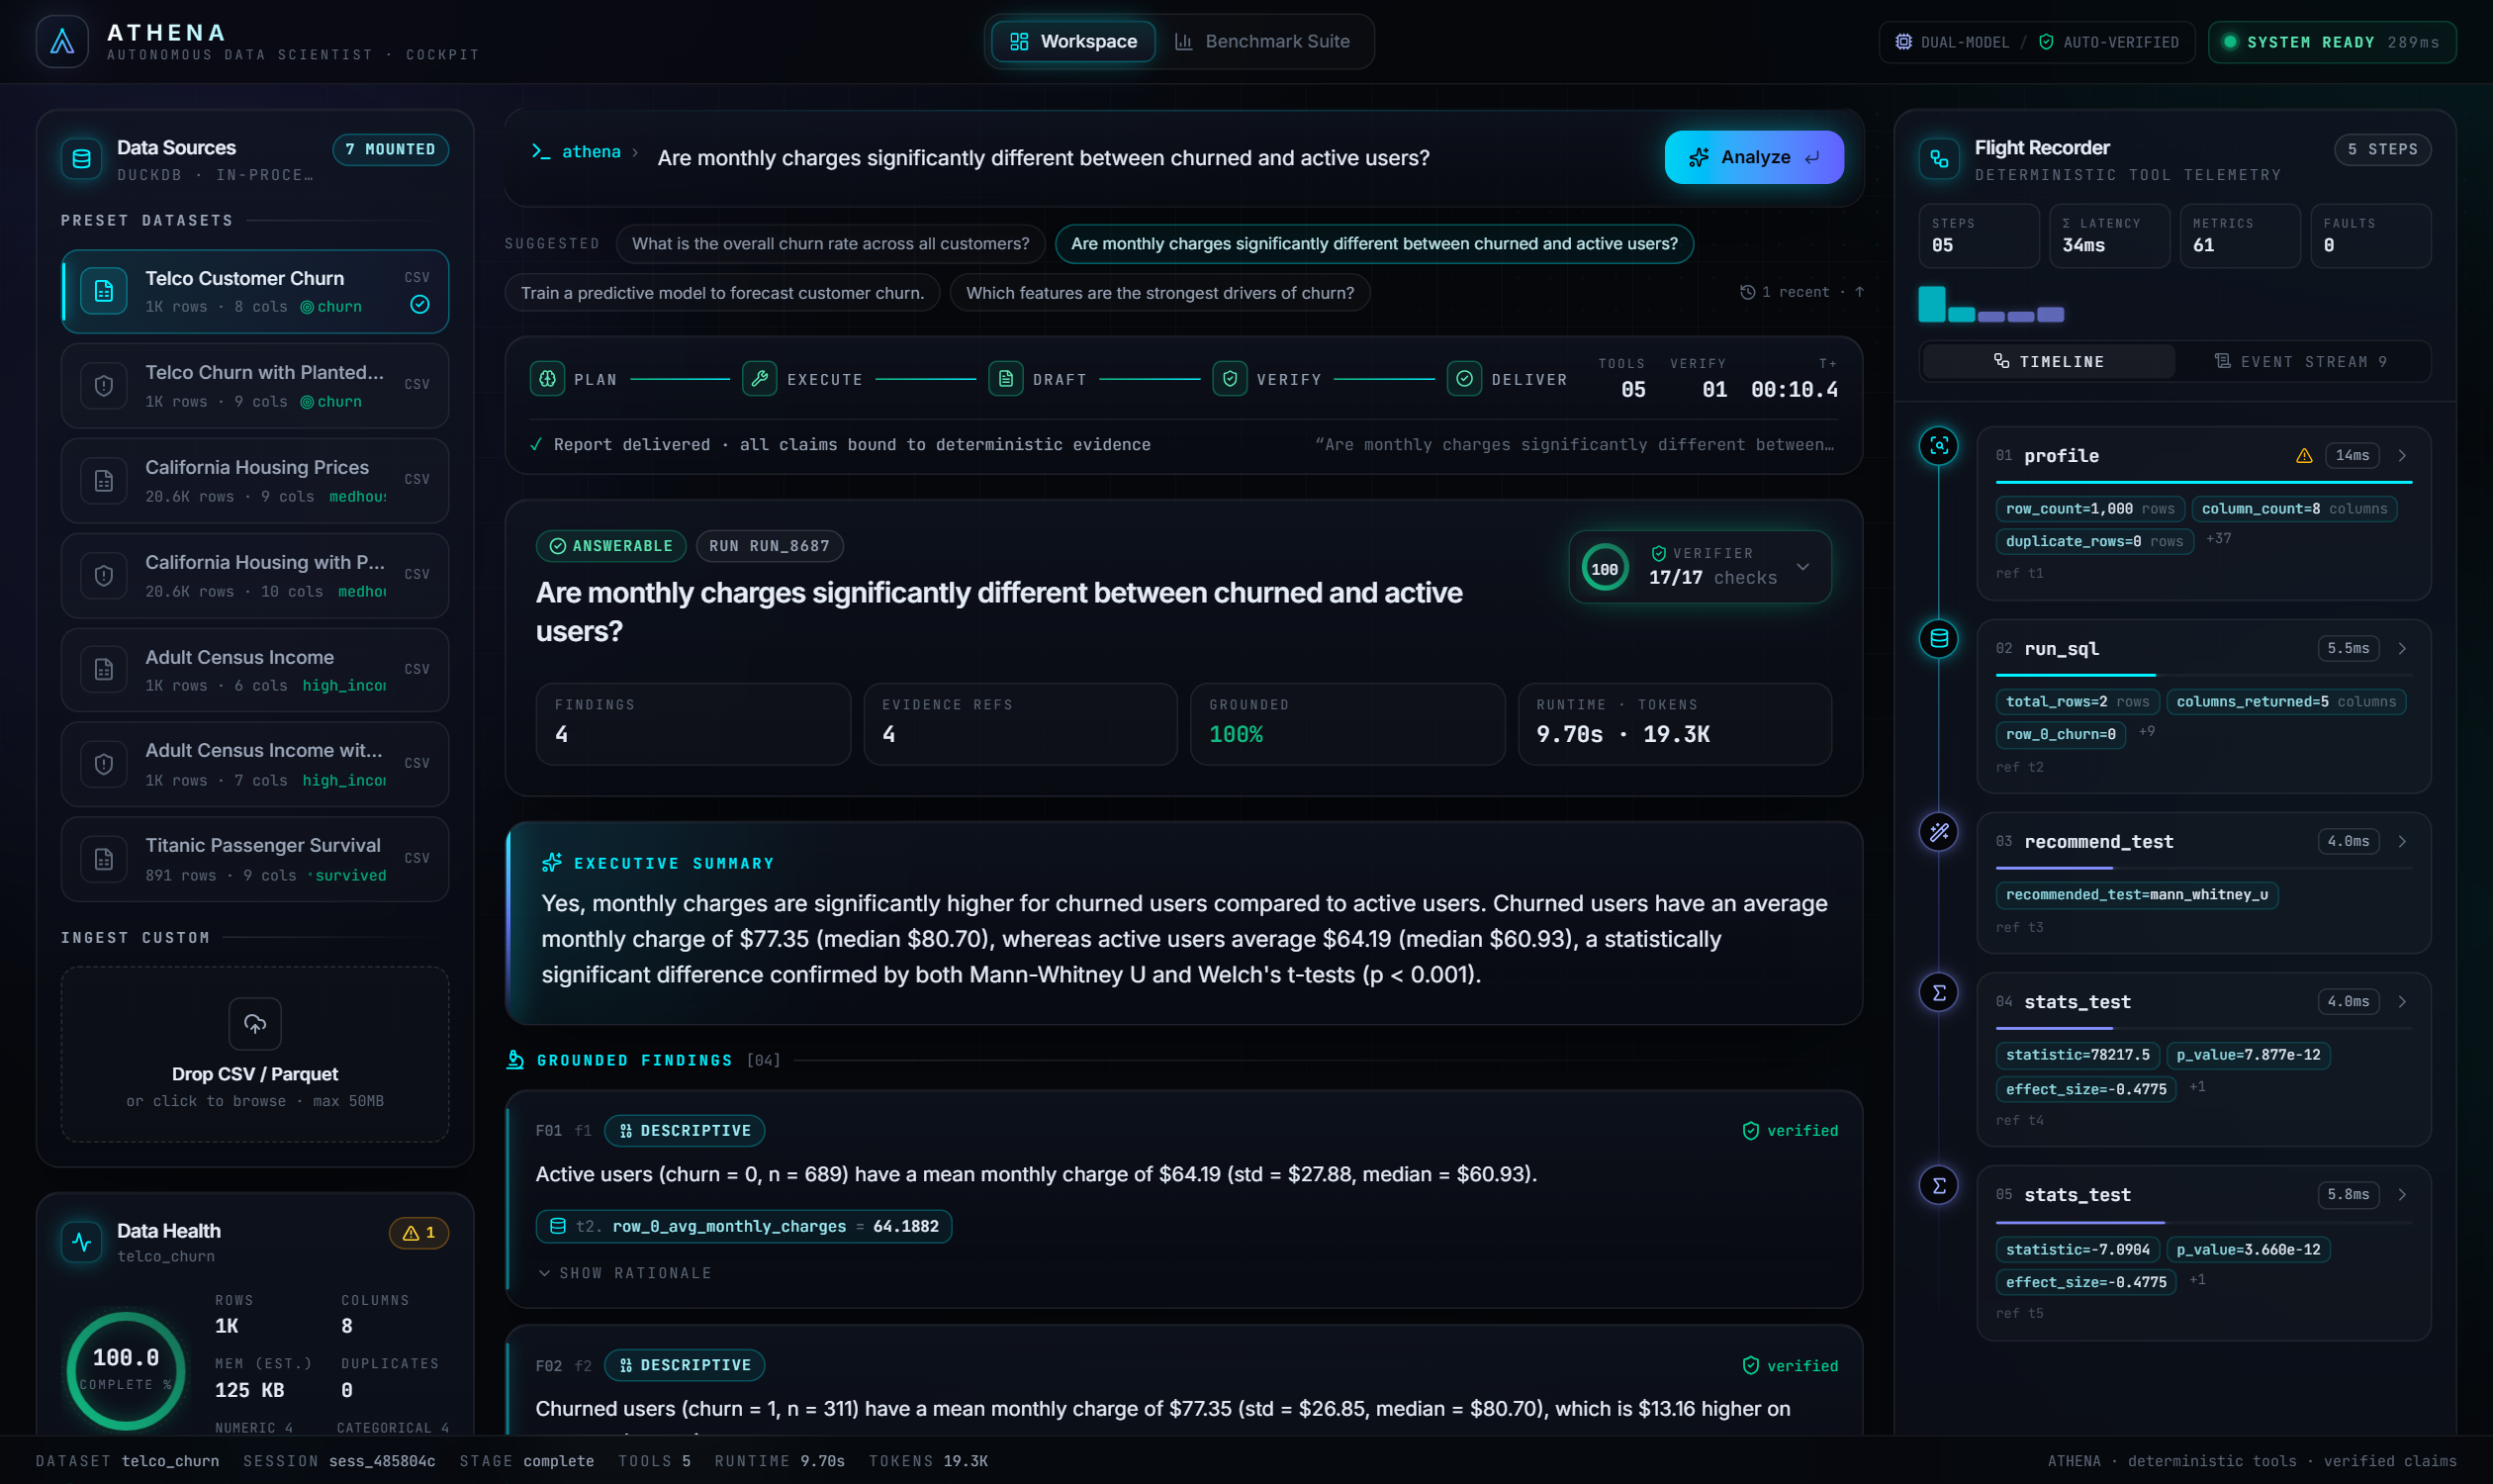 ATHENA
AUTONOMOUS DATA SCIENTIST · COCKPIT
Workspace
Benchmark Suite
DUAL-MODEL / AUTO-VERIFIED
SYSTEM READY 289ms
Data Sources
DUCKDB · IN-PROCE…
7 MOUNTED
PRESET DATASETS
Telco Customer Churn
CSV
1K rows · 8 cols churn
Telco Churn with Planted...
CSV
1K rows · 9 cols churn
California Housing Prices
CSV
20.6K rows · 9 cols medhous
California Housing with P...
CSV
20.6K rows · 10 cols medhou
Adult Census Income
CSV
1K rows · 6 cols high_incom
Adult Census Income wit...
CSV
1K rows · 7 cols high_incom
Titanic Passenger Survival
CSV
891 rows · 9 cols survived
INGEST CUSTOM
Drop CSV / Parquet
or click to browse · max 50MB
Data Health
telco_churn
1
100.0
COMPLETE %
ROWS
1K
COLUMNS
8
MEM (EST.)
125 KB
DUPLICATES
0
NUMERIC 4
CATEGORICAL 4
athena › Are monthly charges significantly different between churned and active users?
Analyze
SUGGESTED
What is the overall churn rate across all customers?
Are monthly charges significantly different between churned and active users?
Train a predictive model to forecast customer churn.
Which features are the strongest drivers of churn?
1 recent · ↑
PLAN
EXECUTE
DRAFT
VERIFY
DELIVER
TOOLS
05
VERIFY
01
T+
00:10.4
✓ Report delivered · all claims bound to deterministic evidence
“Are monthly charges significantly different between…
ANSWERABLE
RUN RUN_8687
Are monthly charges significantly different between churned and active
users?
100
VERIFIER
17/17 checks
FINDINGS
4
EVIDENCE REFS
4
GROUNDED
100%
RUNTIME · TOKENS
9.70s · 19.3K
EXECUTIVE SUMMARY
Yes, monthly charges are significantly higher for churned users compared to active users. Churned users have an average
monthly charge of $77.35 (median $80.70), whereas active users average $64.19 (median $60.93), a statistically
significant difference confirmed by both Mann-Whitney U and Welch's t-tests (p < 0.001).
GROUNDED FINDINGS [04]
F01 f1 DESCRIPTIVE
verified
Active users (churn = 0, n = 689) have a mean monthly charge of $64.19 (std = $27.88, median = $60.93).
t2. row_0_avg_monthly_charges = 64.1882
SHOW RATIONALE
F02 f2 DESCRIPTIVE
verified
Churned users (churn = 1, n = 311) have a mean monthly charge of $77.35 (std = $26.85, median = $80.70), which is $13.16 higher on
Flight Recorder
DETERMINISTIC TOOL TELEMETRY
5 STEPS
STEPS
05
Σ LATENCY
34ms
METRICS
61
FAULTS
0
TIMELINE
EVENT STREAM 9
01 profile
14ms
row_count=1,000 rows
column_count=8 columns
duplicate_rows=0 rows
+37
ref t1
02 run_sql
5.5ms
total_rows=2 rows
columns_returned=5 columns
row_0_churn=0
+9
ref t2
03 recommend_test
4.0ms
recommended_test=mann_whitney_u
ref t3
04 stats_test
4.0ms
statistic=78217.5
p_value=7.877e-12
effect_size=-0.4775
+1
ref t4
05 stats_test
5.8ms
statistic=-7.0904
p_value=3.660e-12
effect_size=-0.4775
+1
ref t5
DATASET telco_churn SESSION sess_485804c STAGE complete TOOLS 5 RUNTIME 9.70s TOKENS 19.3K
ATHENA · deterministic tools · verified claims